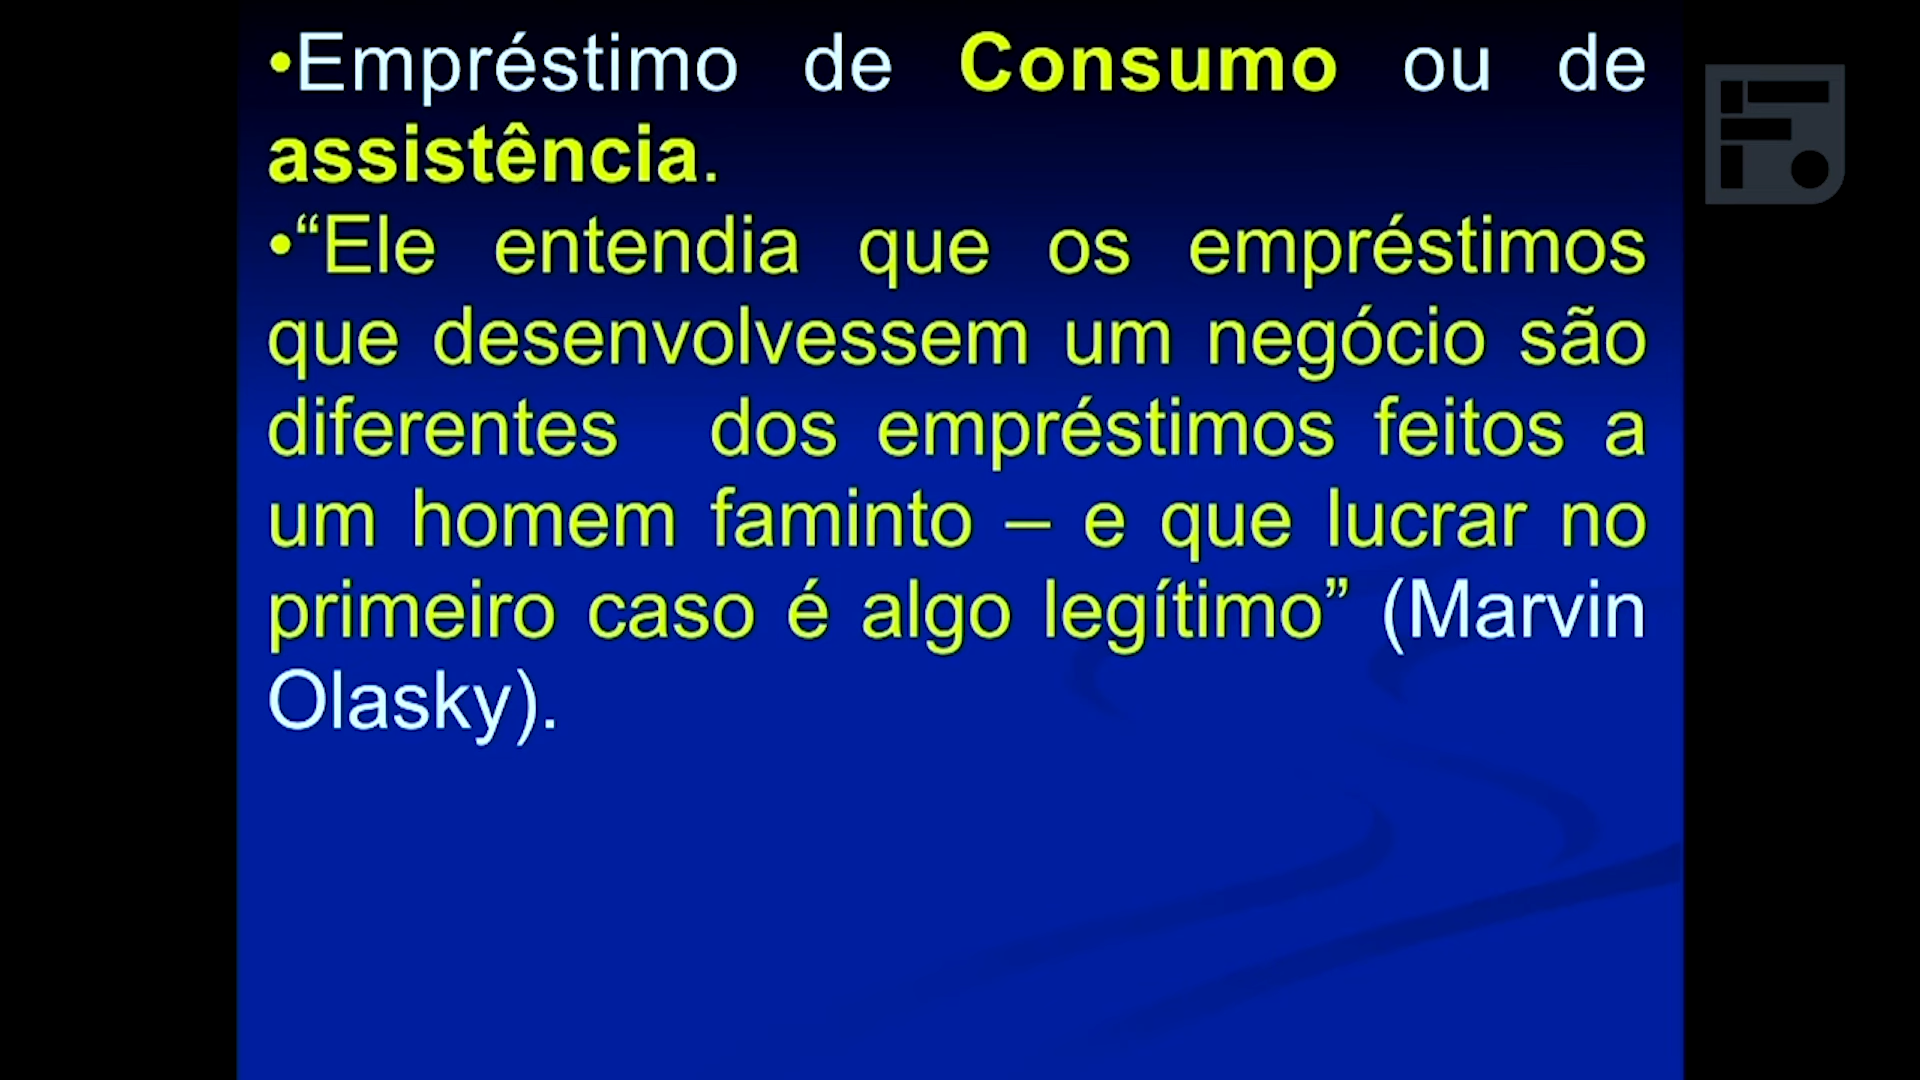 •Empréstimo de Consumo ou de
assistência.
•“Ele entendia que os empréstimos
que desenvolvessem um negócio são
diferentes dos empréstimos feitos a
um homem faminto – e que lucrar no
primeiro caso é algo legítimo” (Marvin
Olasky).